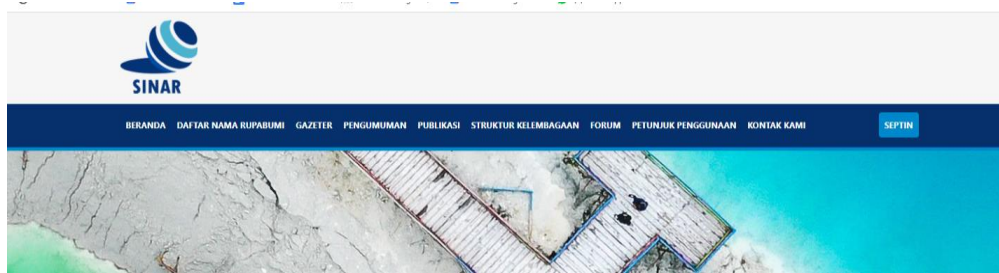 SINAR
BERANDA DAFTAR NAMA RUPABUMI GAZETER PENGUMUMAN PUBLIKASI STRUKTUR KELEMBAGAAN FORUM PETUNJUK PENGGUNAAN KONTAK KAMI SEPTIN